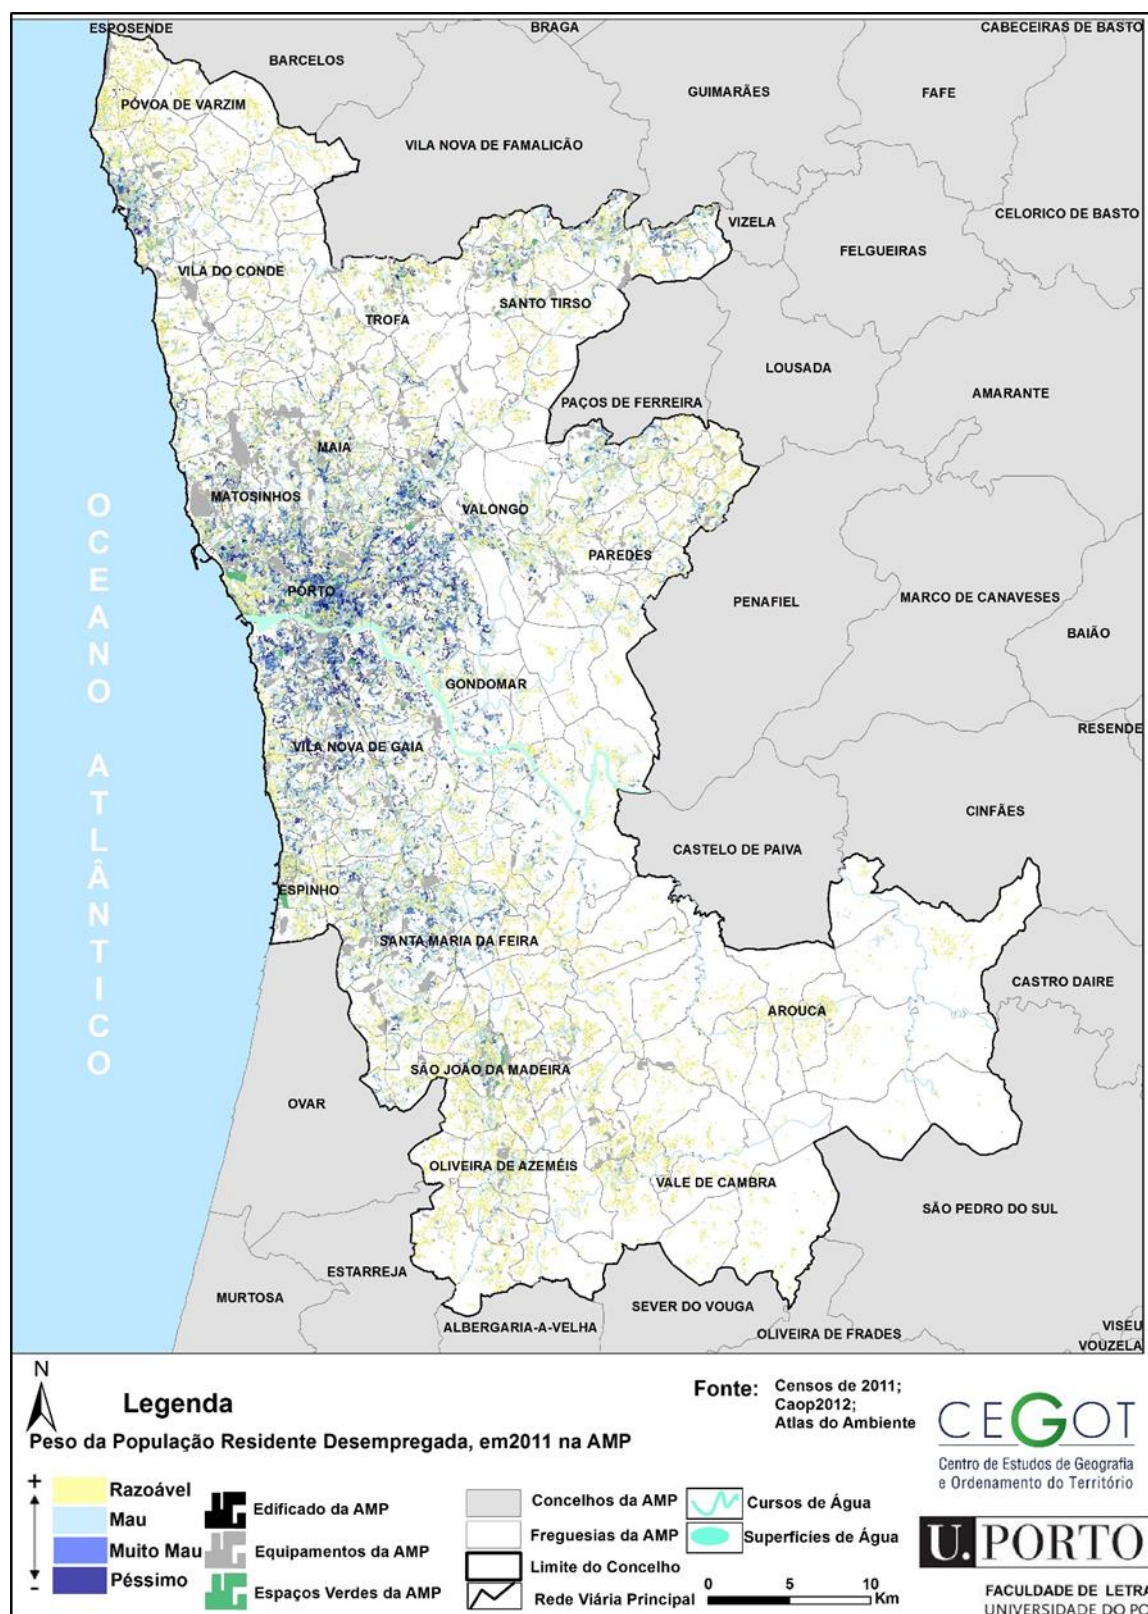 ESPOSENDE
BRAGA
CABECEIRAS DE BASTO
BARCELOS
GUIMARÃES
FAFE
PÓVOA DE VARZIM
VILA NOVA DE FAMALICÃO
VIZELA
CELORICO DE BASTO
FELGUEIRAS
VILA DO CONDE
SANTO TIRSO
TROFA
LOUSADA
AMARANTE
PAÇOS DE FERREIRA
MAIA
MATOSINHOS
VALONGO
PAREDES
PORTO
PENAFIEL
MARCO DE CANAVESES
BAIÃO
GONDOMAR
RESENDE
VILA NOVA DE GAIA
CINFÃES
CASTELO DE PAIVA
ESPINHO
SANTA MARIA DA FEIRA
CASTRO DAIRE
AROUCA
SÃO JOÃO DA MADEIRA
OVAR
OLIVEIRA DE AZEMÉIS
VALE DE CAMBRA
SÃO PEDRO DO SUL
ESTARREJA
MURTOSA
SEVER DO VOUGA
ALBERGARIA-A-VELHA
OLIVEIRA DE FRADES
VISEU
VOUZELA
OCEANO ATLÂNTICO
N
Legenda
Peso da População Residente Desempregada, em2011 na AMP
+
-
Razoável
Mau
Muito Mau
Péssimo
Edificado da AMP
Equipamentos da AMP
Espaços Verdes da AMP
Concelhos da AMP
Freguesias da AMP
Limite do Concelho
Rede Viária Principal
Cursos de Água
Superfícies de Água
0 5 10
Km
Fonte: Censos de 2011;
Caop2012;
Atlas do Ambiente
CEGOT
Centro de Estudos de Geografia
e Ordenamento do Território
U. PORTO
FACULDADE DE LETRA
UNIVERSIDADE DO PO